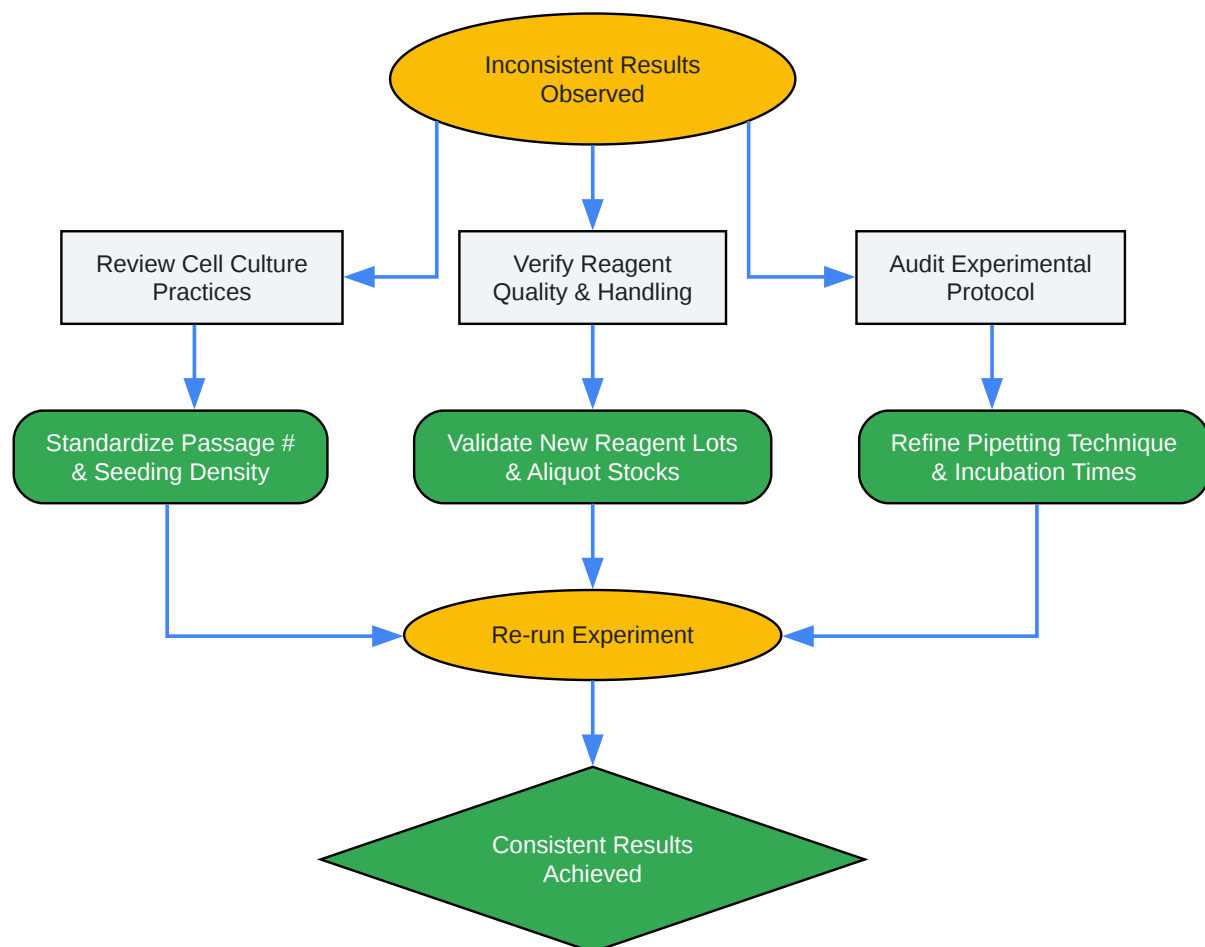 Inconsistent Results
Observed
Review Cell Culture
Practices
Verify Reagent
Quality & Handling
Audit Experimental
Protocol
Standardize Passage #
& Seeding Density
Validate New Reagent Lots
& Aliquot Stocks
Refine Pipetting Technique
& Incubation Times
Re-run Experiment
Consistent Results
Achieved